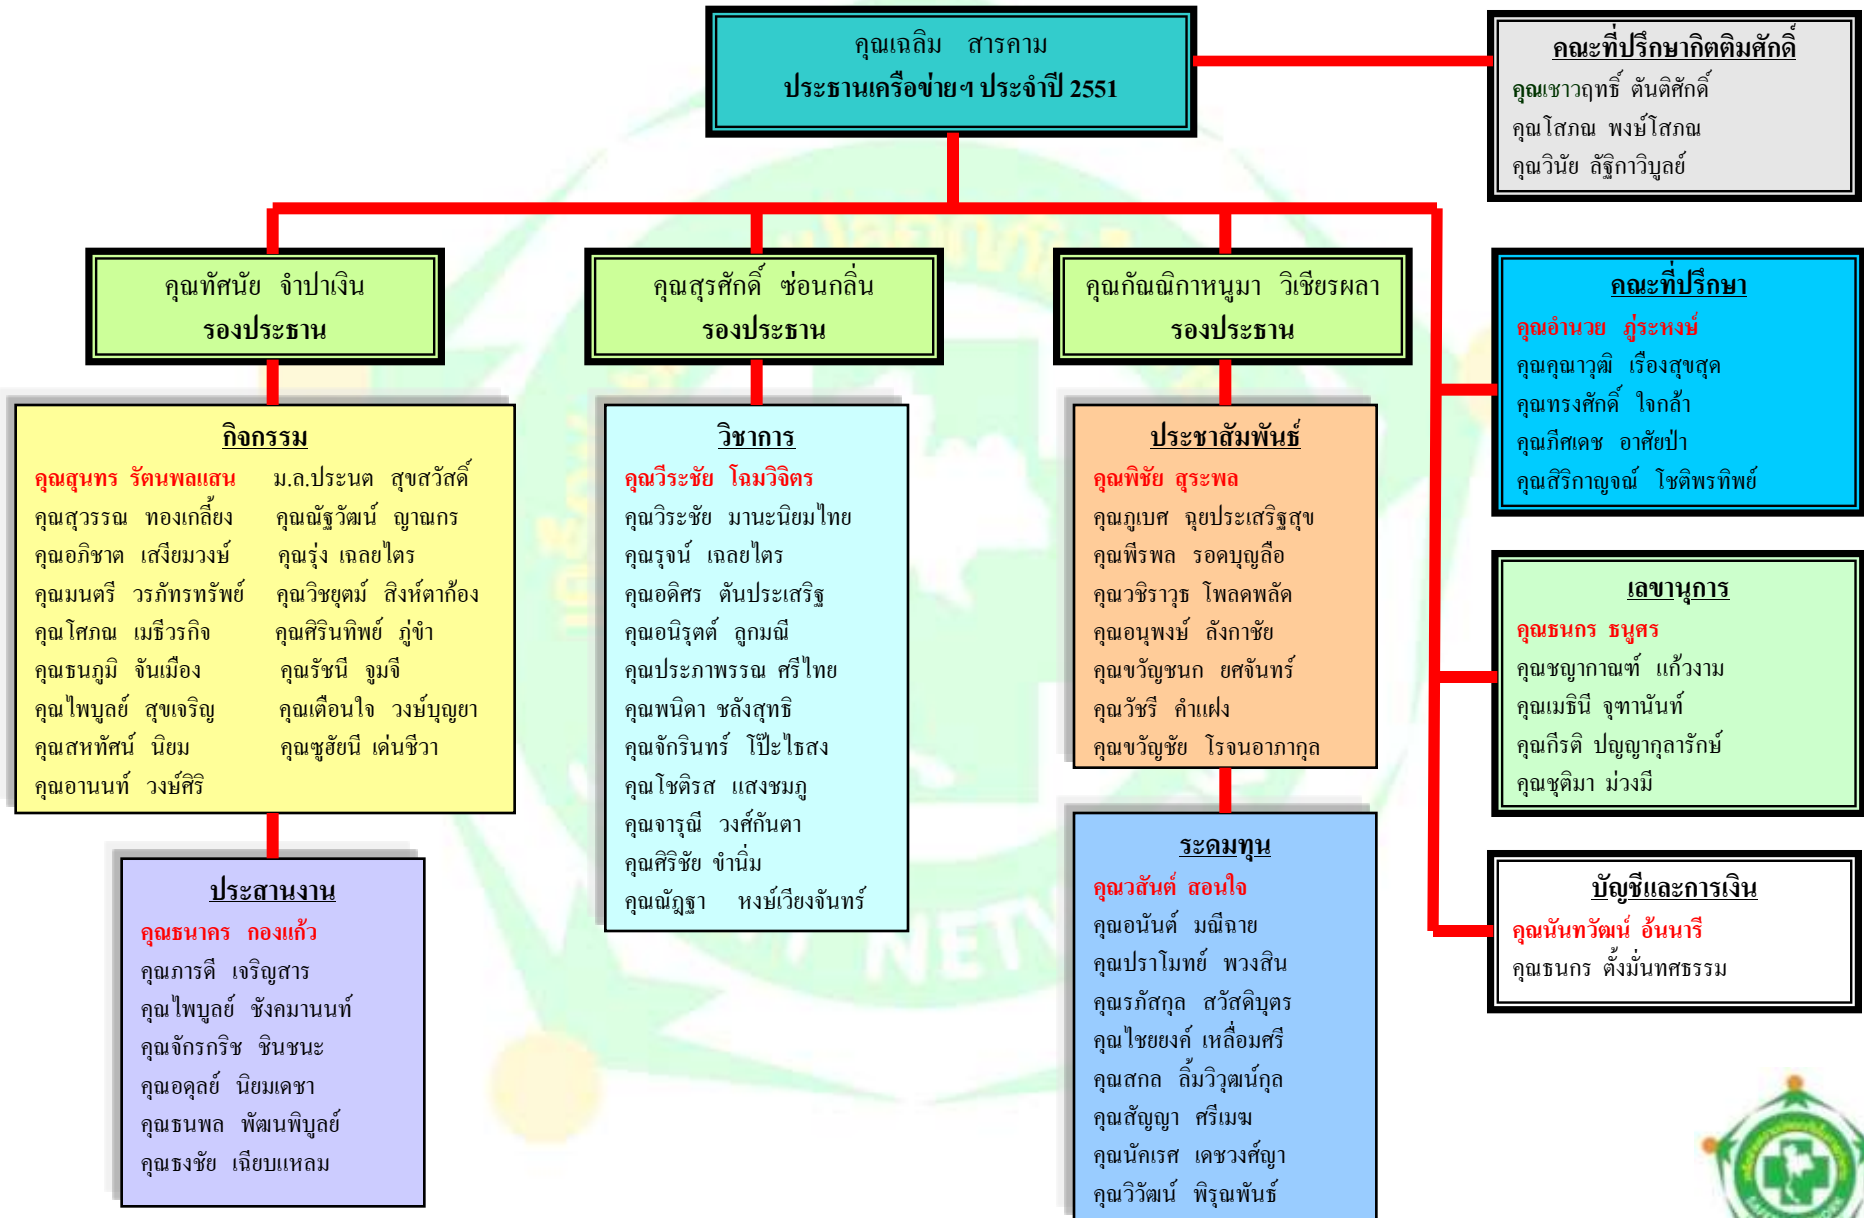 คุณเฉลิม สารคาม
ประธานเครือข่ายฯ ประจำปี 2551
คณะที่ปรึกษากิตติมศักดิ์
คุณเชาวฤทธิ์ ตันติศักดิ์
คุณโสภณ พงษ์โสภณ
คุณวินัย ลัฐิกาวิบูลย์
คุณทัศนัย จำปาเงิน
รองประธาน
คุณสุรศักดิ์ ซ่อนกลิ่น
รองประธาน
คุณกัณณิกาหนูมา วิเชียรผลา
รองประธาน
คณะที่ปรึกษา
คุณอำนวย ภู่ระหงษ์
คุณคุณาวุฒิ เรืองสุขสุด
คุณทรงศักดิ์ ใจกล้า
คุณภีศเดช อาศัยป่า
คุณสิริกาญจณ์ โชติพรทิพย์
กิจกรรม
คุณสุนทร รัตนพลแสน ม.ล.ประนต สุขสวัสดิ์
คุณสุวรรณ ทองเกลี้ยง คุณณัฐวัฒน์ ญาณกร
คุณอภิชาต เสงี่ยมวงษ์ คุณรุ่ง เฉลยไตร
คุณมนตรี วรภัทรทรัพย์ คุณวิชยุตม์ สิงห์ตาก้อง
คุณโศภณ เมธีวรกิจ คุณศิรินทิพย์ ภู่ขำ
คุณธนภูมิ จันเมือง คุณรัชนี จูมจี
คุณไพบูลย์ สุขเจริญ คุณเตือนใจ วงษ์บุญยา
คุณสหทัศน์ นิยม คุณซูฮัยนี เด่นชีวา
คุณอานนท์ วงษ์ศิริ
วิชาการ
คุณวีระชัย โฉมวิจิตร
คุณวิระชัย มานะนิยมไทย
คุณรุจน์ เฉลยไตร
คุณอดิศร ตันประเสริฐ
คุณอนิรุตต์ ลูกมณี
คุณประภาพรรณ ศรีไทย
คุณพนิดา ชลังสุทธิ
คุณจักรินทร์ โป๊ะไธสง
คุณโชติรส แสงชมภู
คุณจารุณี วงศ์กันตา
คุณศิริชัย ขำนิ่ม
คุณณัฎฐา หงษ์เวียงจันทร์
ประชาสัมพันธ์
คุณพิชัย สุระพล
คุณภูเบศ ฉุยประเสริฐสุข
คุณพีรพล รอดบุญลือ
คุณวชิราวุธ โพลดพลัด
คุณอนุพงษ์ ลังกาชัย
คุณขวัญชนก ยศจันทร์
คุณวัชรี คำแฝง
คุณขวัญชัย โรจนอาภากุล
เลขานุการ
คุณธนกร ธนูศร
คุณชญากาณฑ์ แก้วงาม
คุณเมธินี จุฑานันท์
คุณกีรติ ปญญากุลารักษ์
คุณชุติมา ม่วงมี
ประสานงาน
คุณธนาคร กองแก้ว
คุณภารดี เจริญสาร
คุณไพบูลย์ ชังคมานนท์
คุณจักรกริช ชินชนะ
คุณอดุลย์ นิยมเดชา
คุณธนพล พัฒนพิบูลย์
คุณธงชัย เฉียบแหลม
ระดมทุน
คุณวสันต์ สอนใจ
คุณอนันต์ มณีฉาย
คุณปราโมทย์ พวงสิน
คุณรภัสกุล สวัสดิบุตร
คุณไชยยงค์ เหลื่อมศรี
คุณสกล ลิ้มวิวุฒน์กุล
คุณสัญญา ศรีเมฆ
คุณนัคเรศ เดชวงศ์ญา
คุณวิวัฒน์ พิรุณพันธ์
บัญชีและการเงิน
คุณนันทวัฒน์ อ้นนารี
คุณธนกร ตั้งมั่นทศธรรม